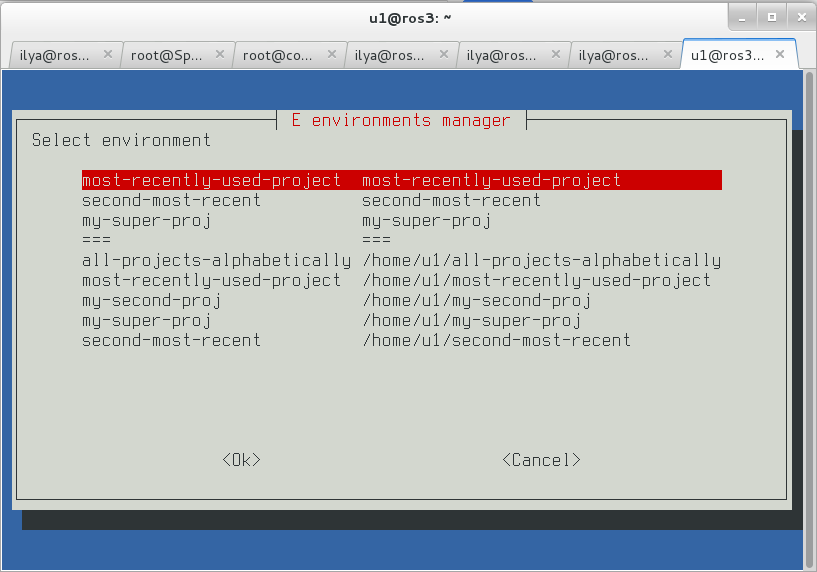 u1@ros3: ~
ilya@ros... root@Sp... root@co... ilya@ros... ilya@ros... ilya@ros... u1@ros3...
E environments manager
Select environment
most-recently-used-project most-recently-used-project
second-most-recent second-most-recent
my-super-proj my-super-proj
=== ===
all-projects-alphabetically /home/u1/all-projects-alphabetically
most-recently-used-project /home/u1/most-recently-used-project
my-second-proj /home/u1/my-second-proj
my-super-proj /home/u1/my-super-proj
second-most-recent /home/u1/second-most-recent
<Ok> <Cancel>